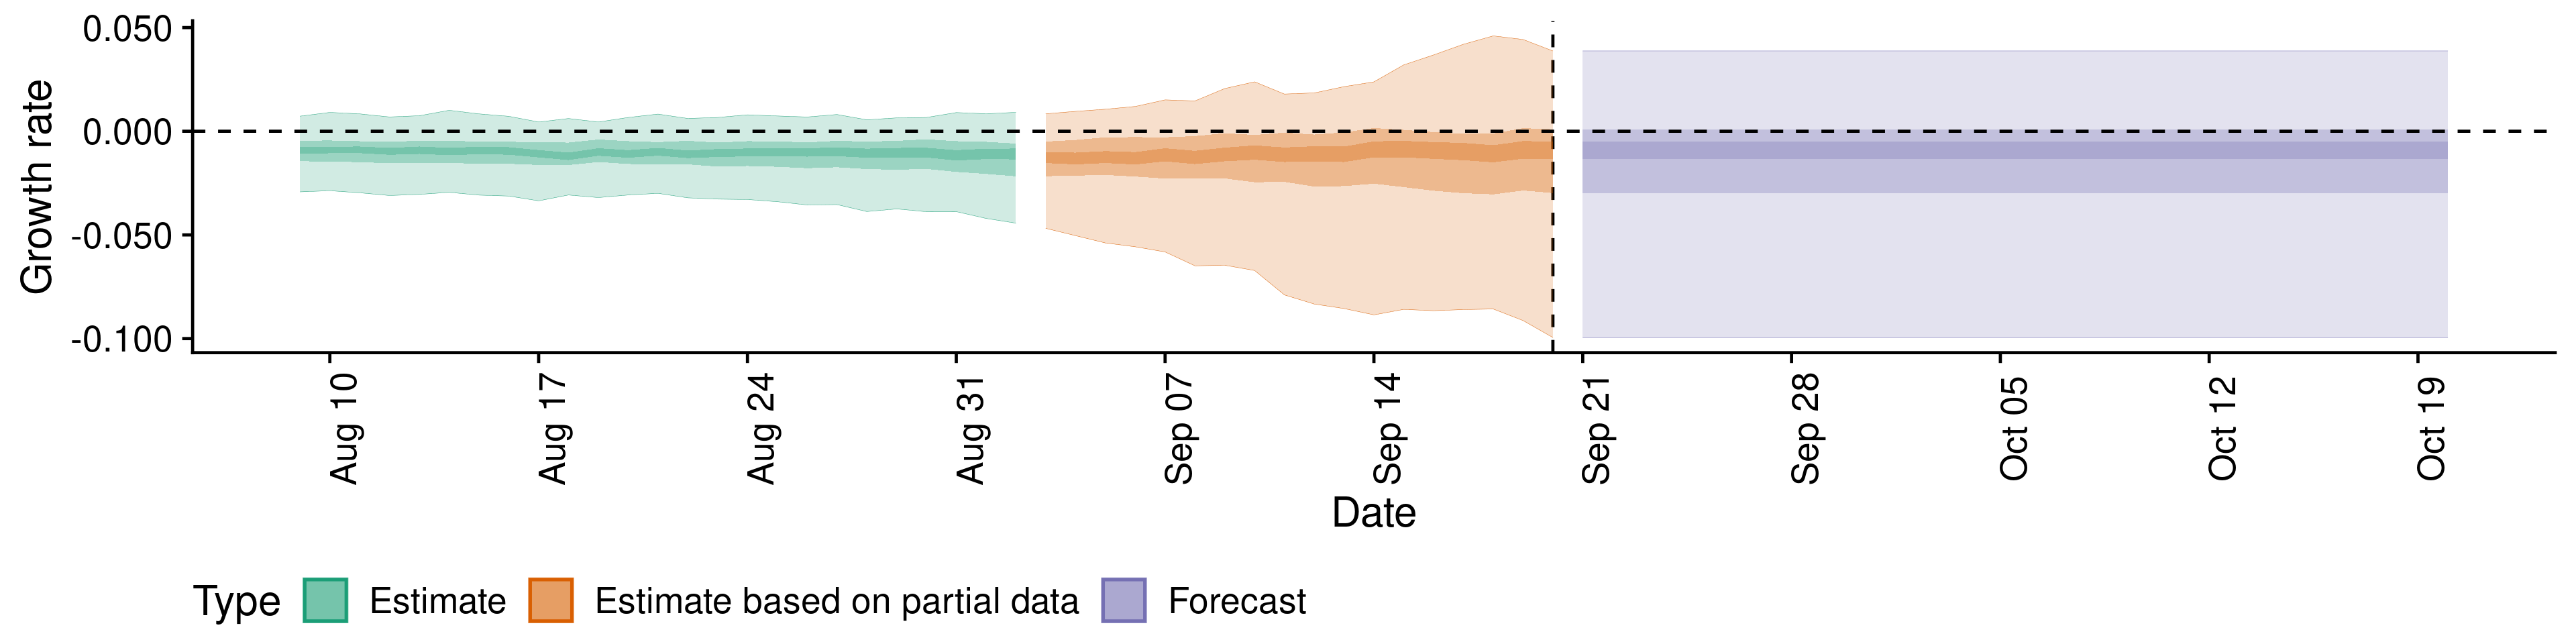 Growth rate
0.050
0.000
-0.050
-0.100
Aug 10
Aug 17
Aug 24
Aug 31
Sep 07
Sep 14
Sep 21
Sep 28
Oct 05
Oct 12
Oct 19
Date
Type Estimate Estimate based on partial data Forecast